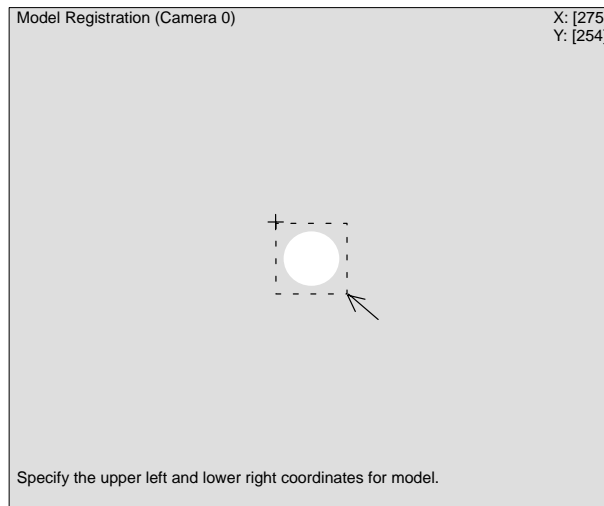 Model Registration (Camera 0)
X: [275]
Y: [254]
Specify the upper left and lower right coordinates for model.